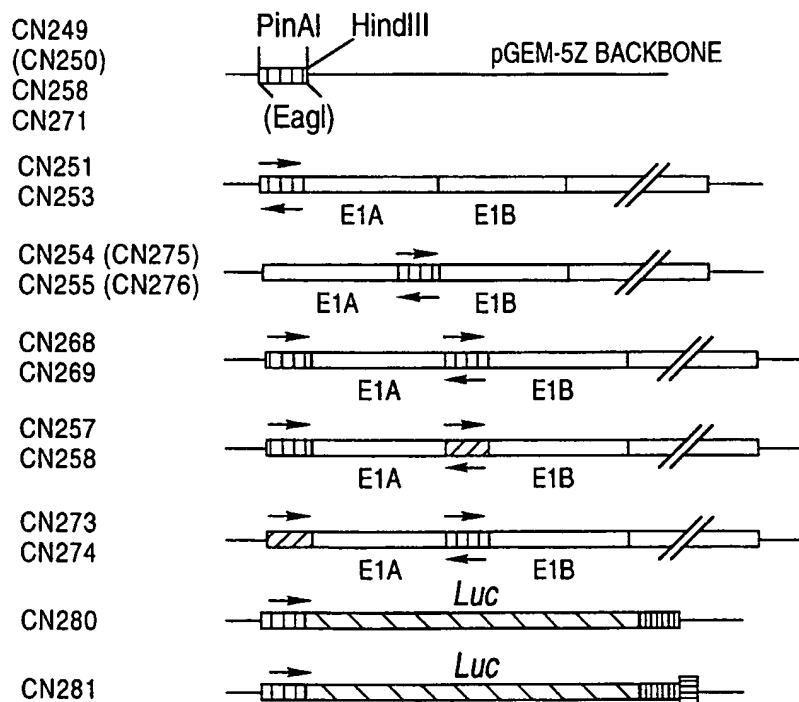 CN249
(CN250)
CN258
CN271
PinAI HindIII
pGEM-5Z BACKBONE
(EagI)
CN251
CN253
E1A E1B
CN254 (CN275)
CN255 (CN276)
E1A E1B
CN268
CN269
E1A E1B
CN257
CN258
E1A E1B
CN273
CN274
E1A E1B
CN280
Luc
CN281
Luc